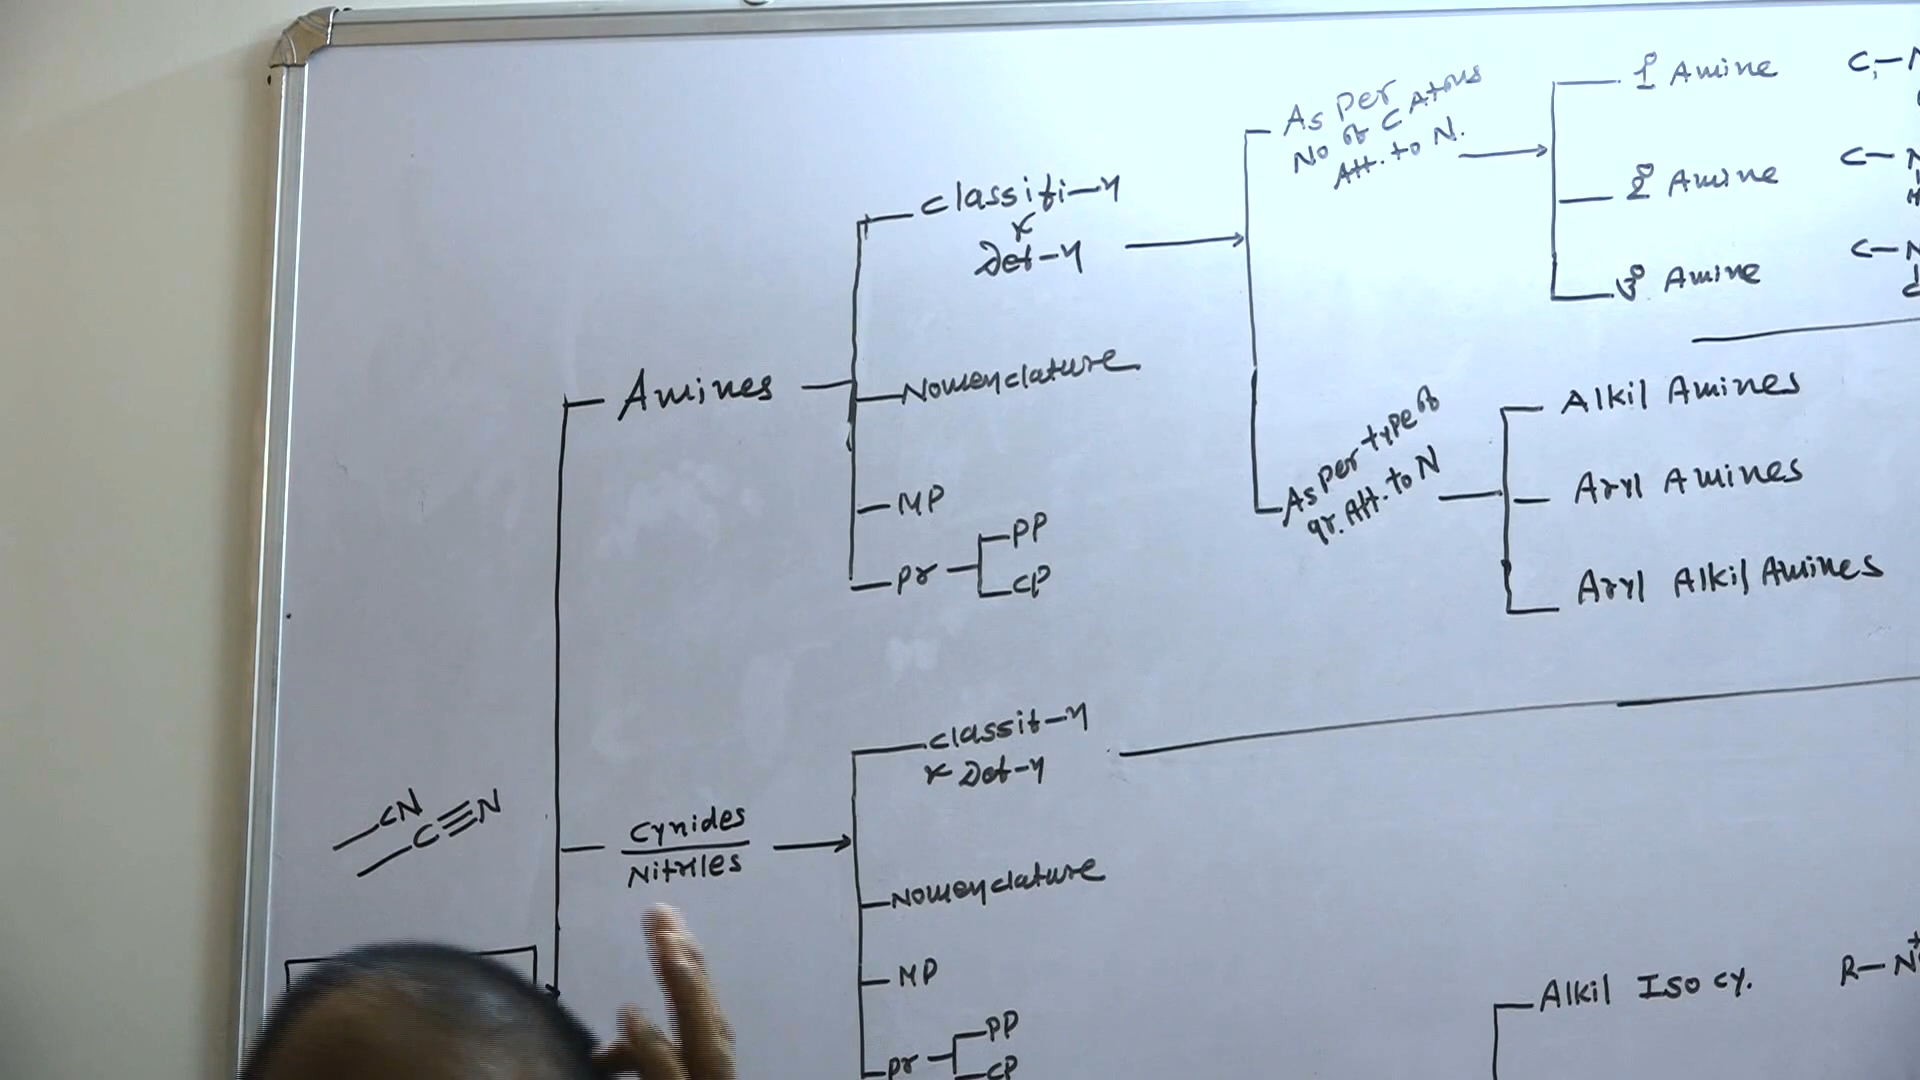 As per
No of C Atoms
Att. to N.
1° Amine
C,-N
2° Amine
C-N
H
3° Amine
C-N
C
classifi-n
&
Def-n
Nomenclature
MP
pr
PP
CP
Amines
As per type of
gr. Att. to N
Alkil Amines
Aryl Amines
Aryl Alkil Amines
CN
C≡N
Cynides
Nitriles
classif-n
& Def-n
Nomenclature
MP
pr
PP
CP
Alkil Iso cy.
R-N+